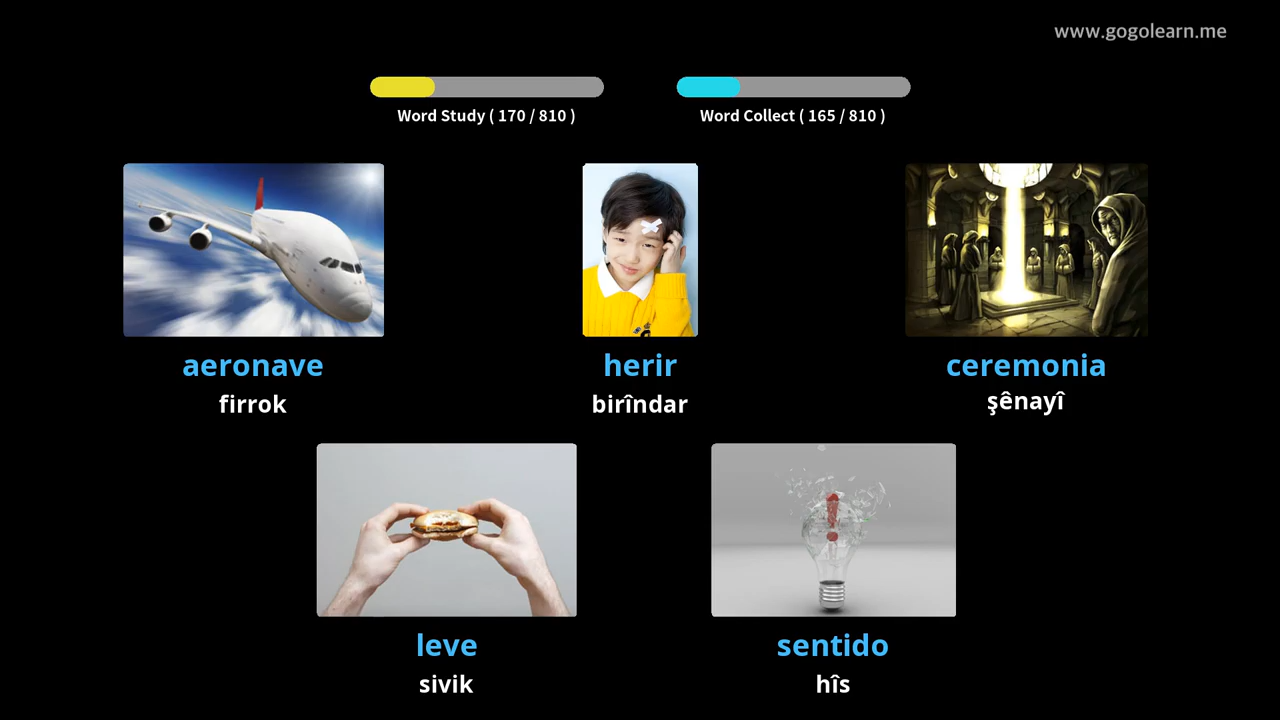 www.gogolearn.me
Word Study ( 170 / 810 )
Word Collect ( 165 / 810 )
aeronave
firrok
herir
birîndar
ceremonia
şênayî
leve
sivik
sentido
hîs